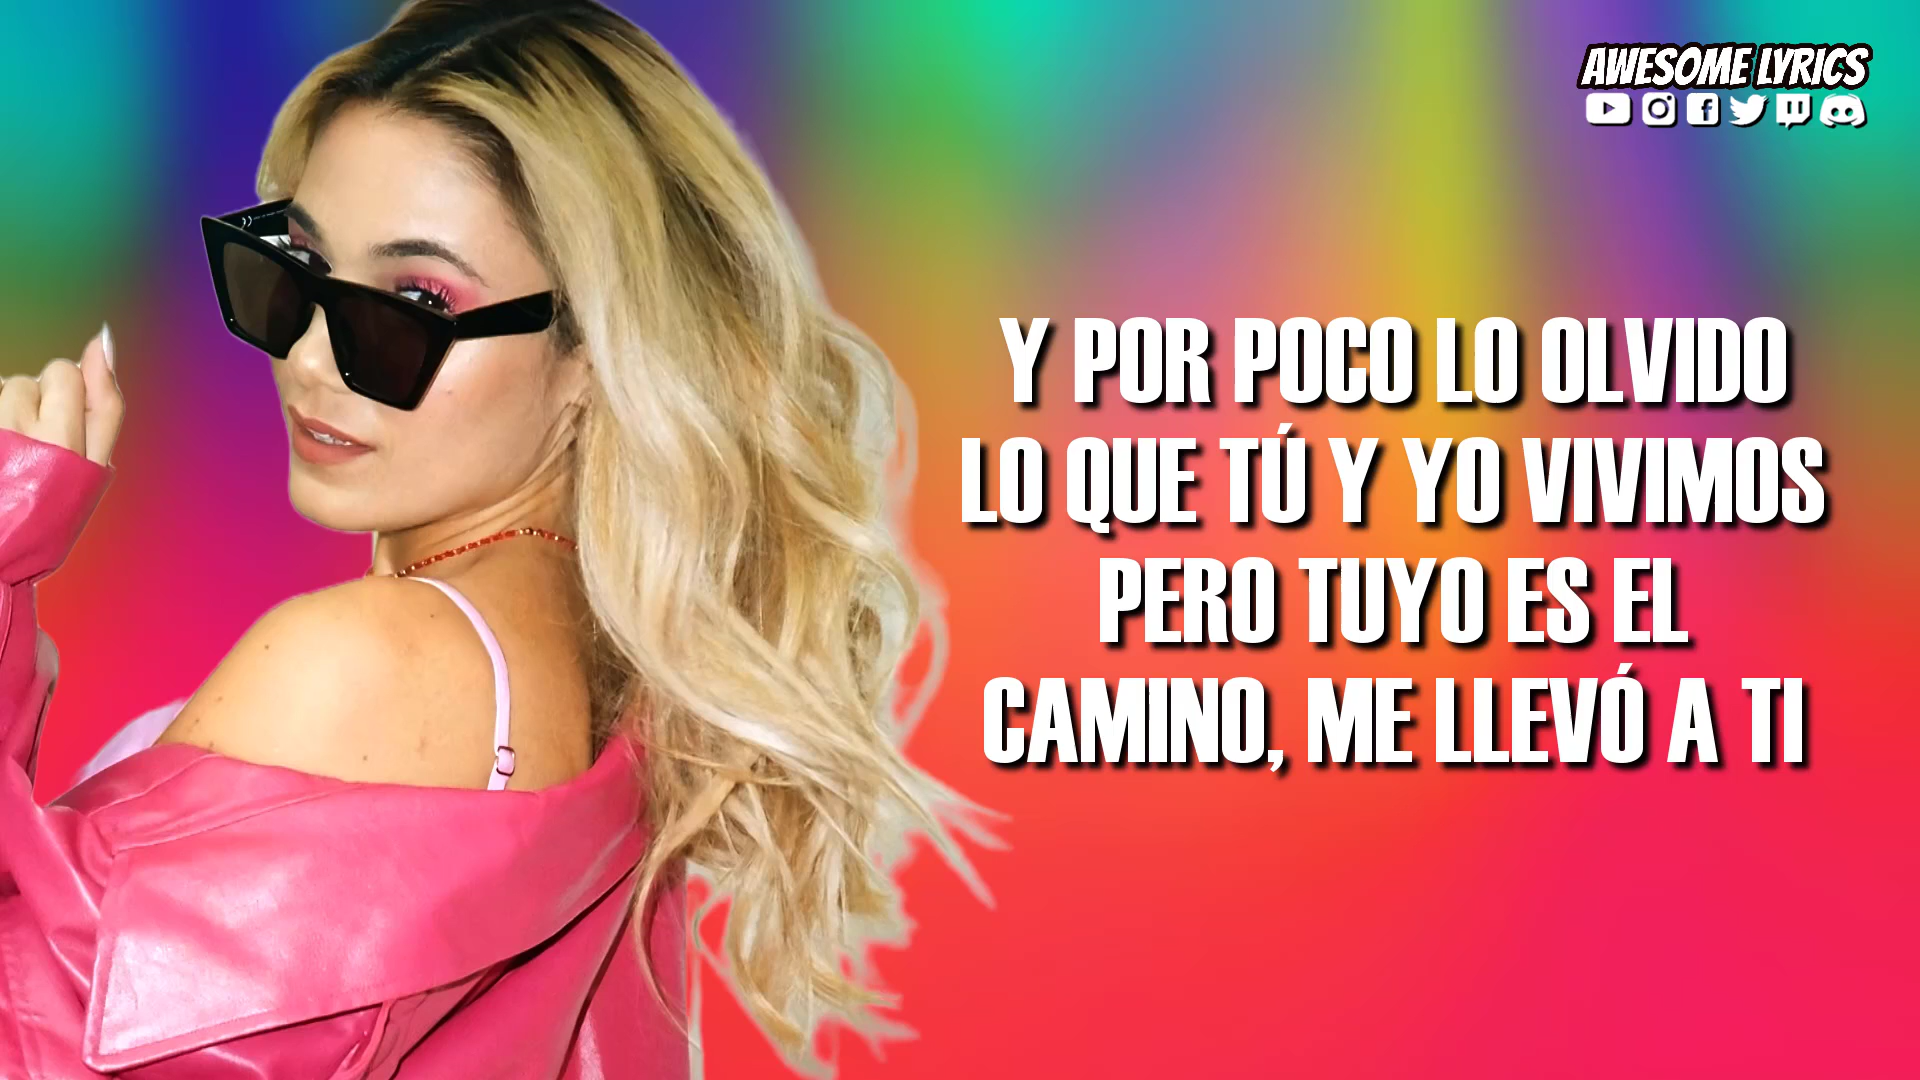 AWESOME LYRICS
Y POR POCO LO OLVIDO
LO QUE TÚ Y YO VIVIMOS
PERO TUYO ES EL
CAMINO, ME LLEVÓ A TI